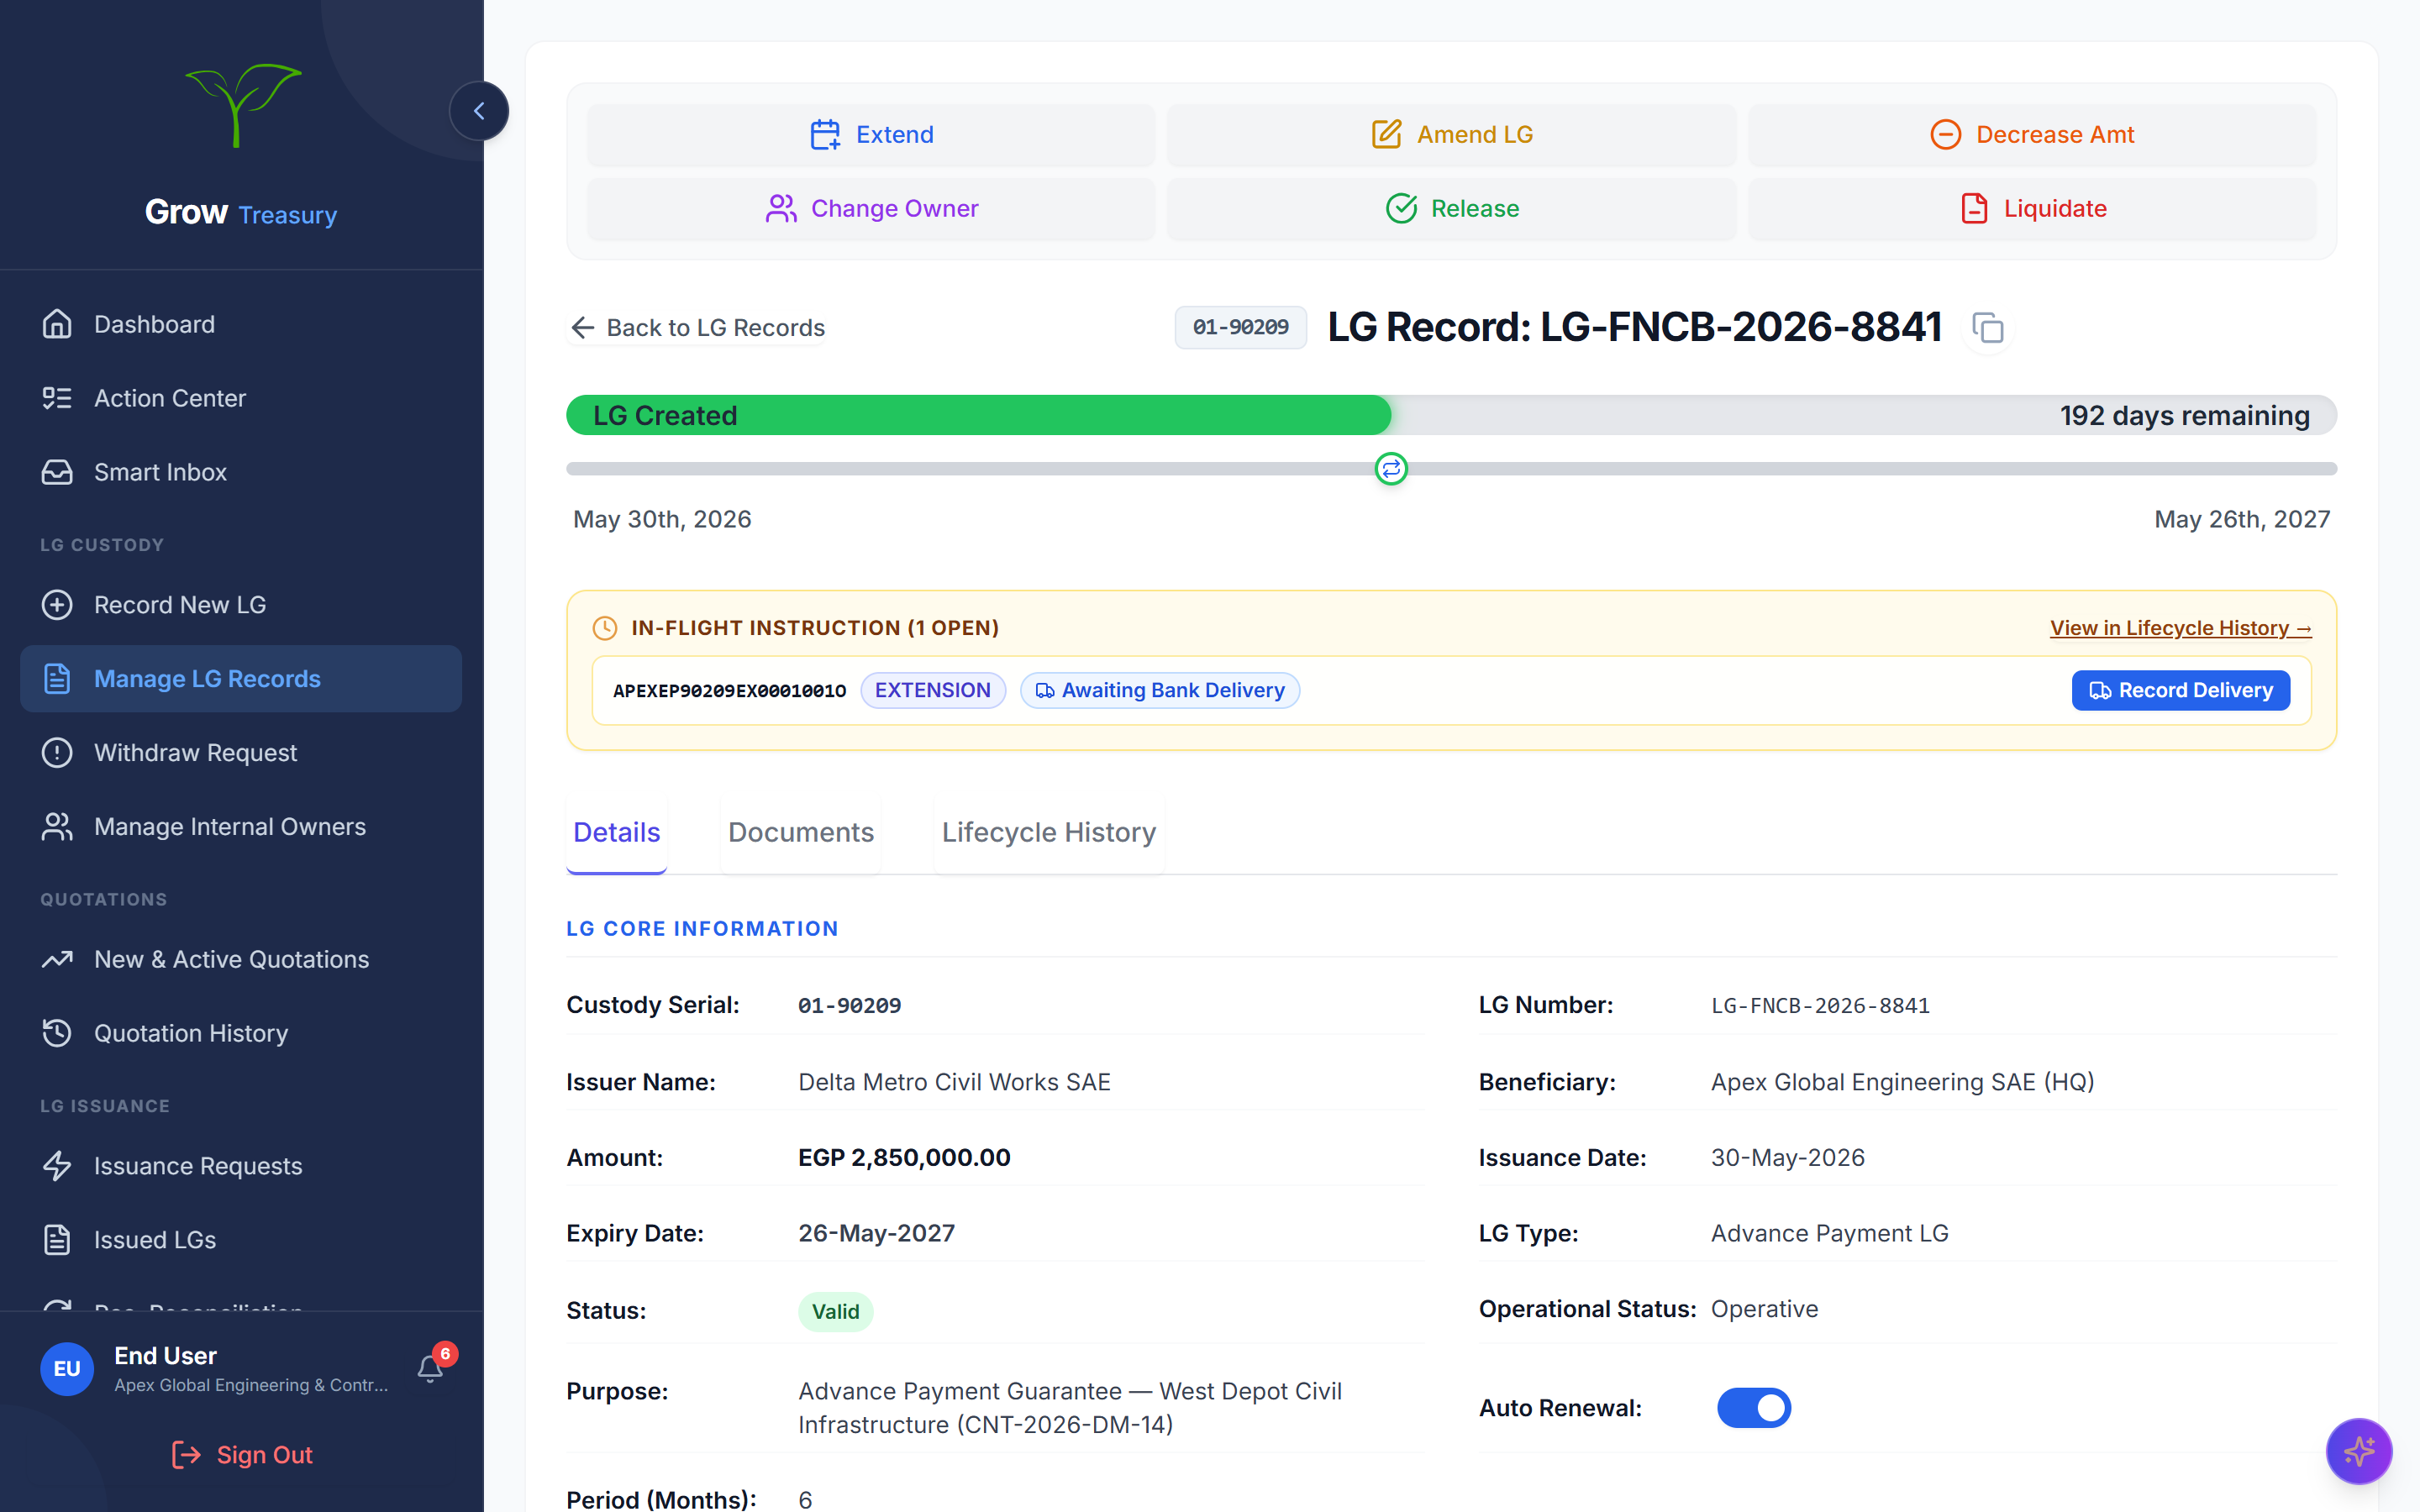 Grow Treasury
Dashboard
Action Center
Smart Inbox
LG CUSTODY
Record New LG
Manage LG Records
Withdraw Request
Manage Internal Owners
QUOTATIONS
New & Active Quotations
Quotation History
LG ISSUANCE
Issuance Requests
Issued LGs
EU
End User
Apex Global Engineering & Contr...
6
Sign Out
Extend
Amend LG
Decrease Amt
Change Owner
Release
Liquidate
Back to LG Records
01-90209
LG Record: LG-FNCB-2026-8841
LG Created
192 days remaining
May 30th, 2026
May 26th, 2027
IN-FLIGHT INSTRUCTION (1 OPEN)
View in Lifecycle History →
APEXEP90209EX00010010
EXTENSION
Awaiting Bank Delivery
Record Delivery
Details
Documents
Lifecycle History
LG CORE INFORMATION
Custody Serial: 01-90209
LG Number: LG-FNCB-2026-8841
Issuer Name: Delta Metro Civil Works SAE
Beneficiary: Apex Global Engineering SAE (HQ)
Amount: EGP 2,850,000.00
Issuance Date: 30-May-2026
Expiry Date: 26-May-2027
LG Type: Advance Payment LG
Status: Valid
Operational Status: Operative
Purpose: Advance Payment Guarantee — West Depot Civil
Infrastructure (CNT-2026-DM-14)
Auto Renewal:
Period (Months): 6